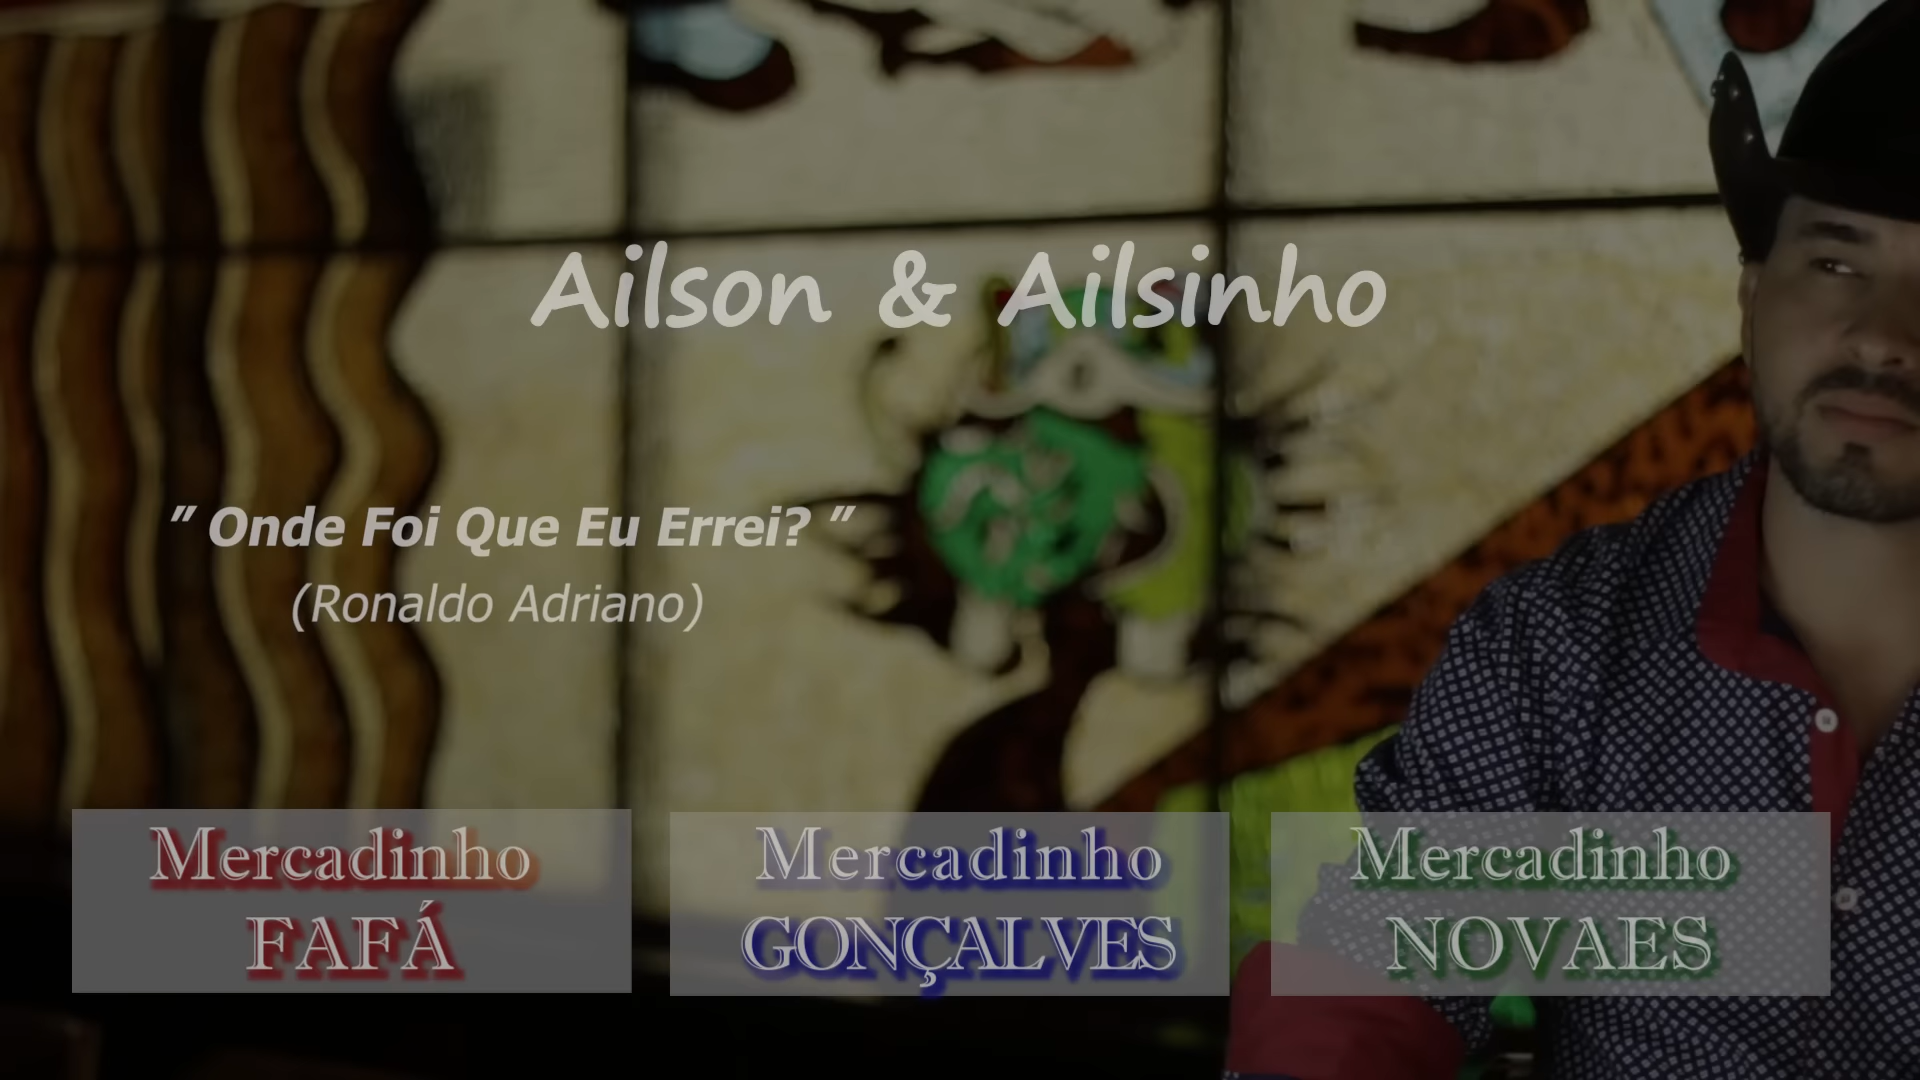 Ailson & Ailsinho
" Onde Foi Que Eu Errei? "
(Ronaldo Adriano)
Mercadinho
FAFÁ
Mercadinho
GONÇALVES
Mercadinho
NOVAES